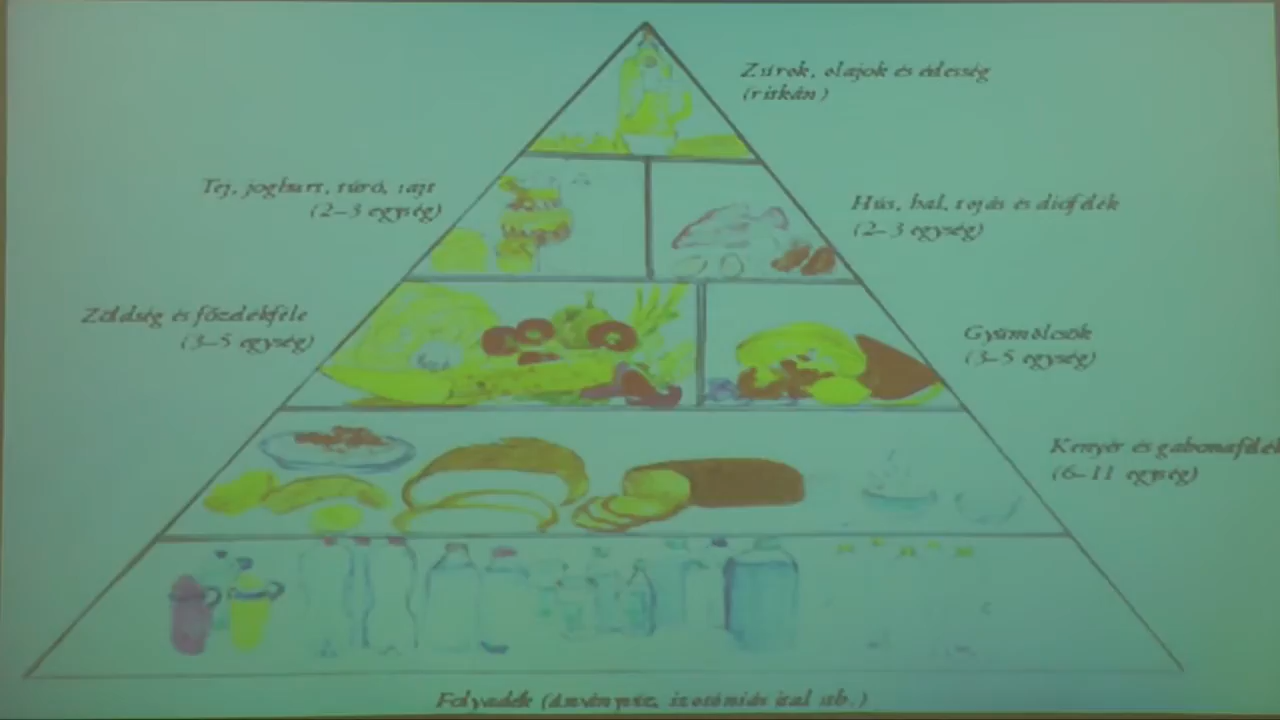 Zsírok, olajok és édesség
(ritkán)
Tej, joghurt, túró, sajt
(2–3 egység)
Hús, hal, tojás és diófélék
(2–3 egység)
Zöldség és főzelékféle
(3–5 egység)
Gyümölcsök
(3–5 egység)
Kenyér és gabonafélék
(6–11 egység)
Folyadék (ásványvíz, izotóniás ital stb.)